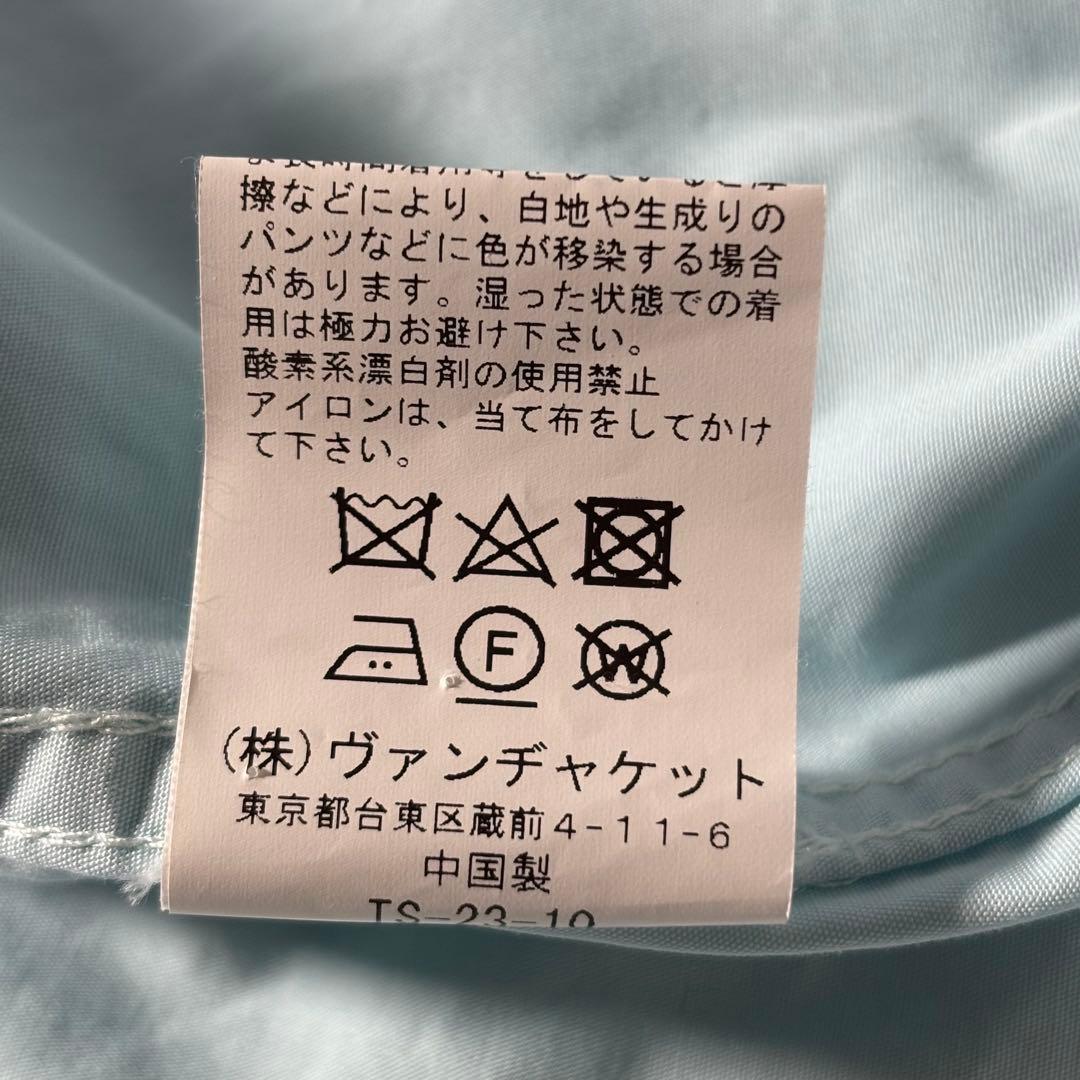 擦などにより、白地や生成りの
パンツなどに色が移染する場合
があります。湿った状態での着
用は極力お避け下さい。
酸素系漂白剤の使用禁止
アイロンは、当て布をしてかけ
て下さい。
F
W
(株)ヴァンヂャケット
東京都台東区蔵前4-11-6
中国製